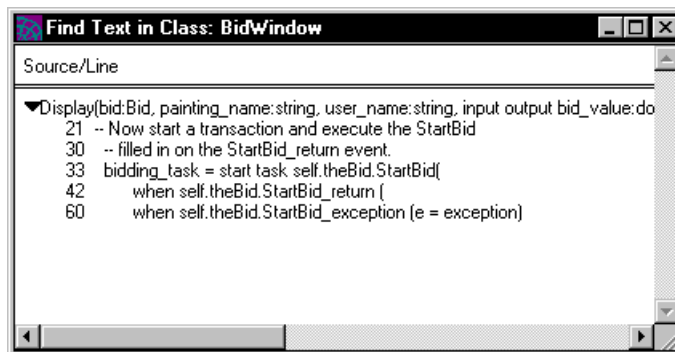 Find Text in Class: BidWindow
Source/Line
Display(bid:Bid, painting_name:string, user_name:string, input output bid_value:do
21 -- Now start a transaction and execute the StartBid
30 -- filled in on the StartBid_return event.
33 bidding_task = start task self.theBid.StartBid(
42 when self.theBid.StartBid_return (
60 when self.theBid.StartBid_exception (e = exception)